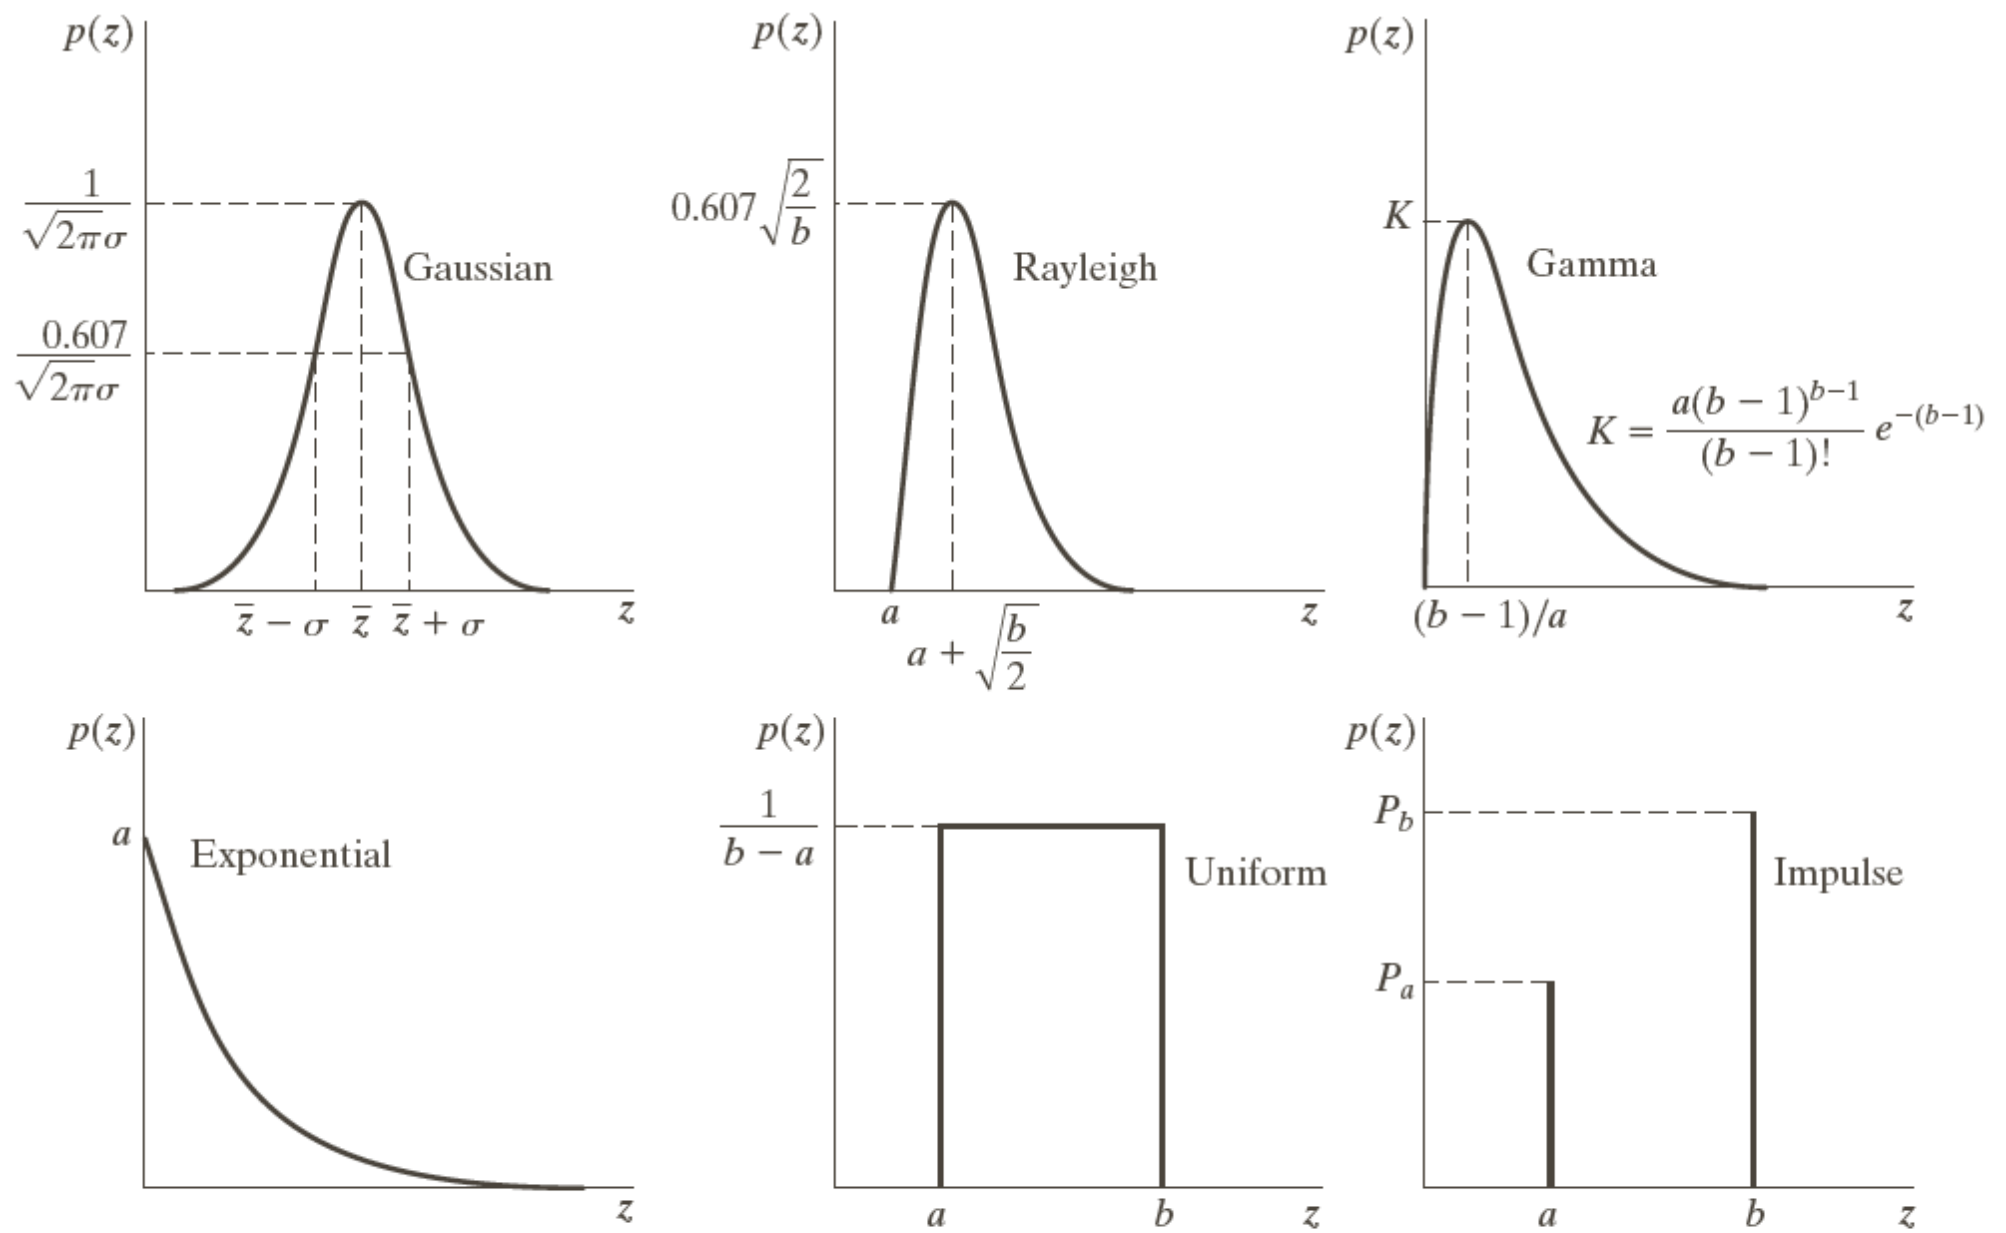 p(z)
1/√2πσ
0.607/√2πσ
Gaussian
z̄ − σ z̄ z̄ + σ
z
p(z)
0.607√(2/b)
Rayleigh
a
a + √(b/2)
z
p(z)
K
Gamma
K = a(b − 1)^(b−1)/(b − 1)! e^−(b−1)
(b − 1)/a
z
p(z)
a
Exponential
z
p(z)
1/(b − a)
Uniform
a b z
p(z)
P_b
Impulse
P_a
a b z